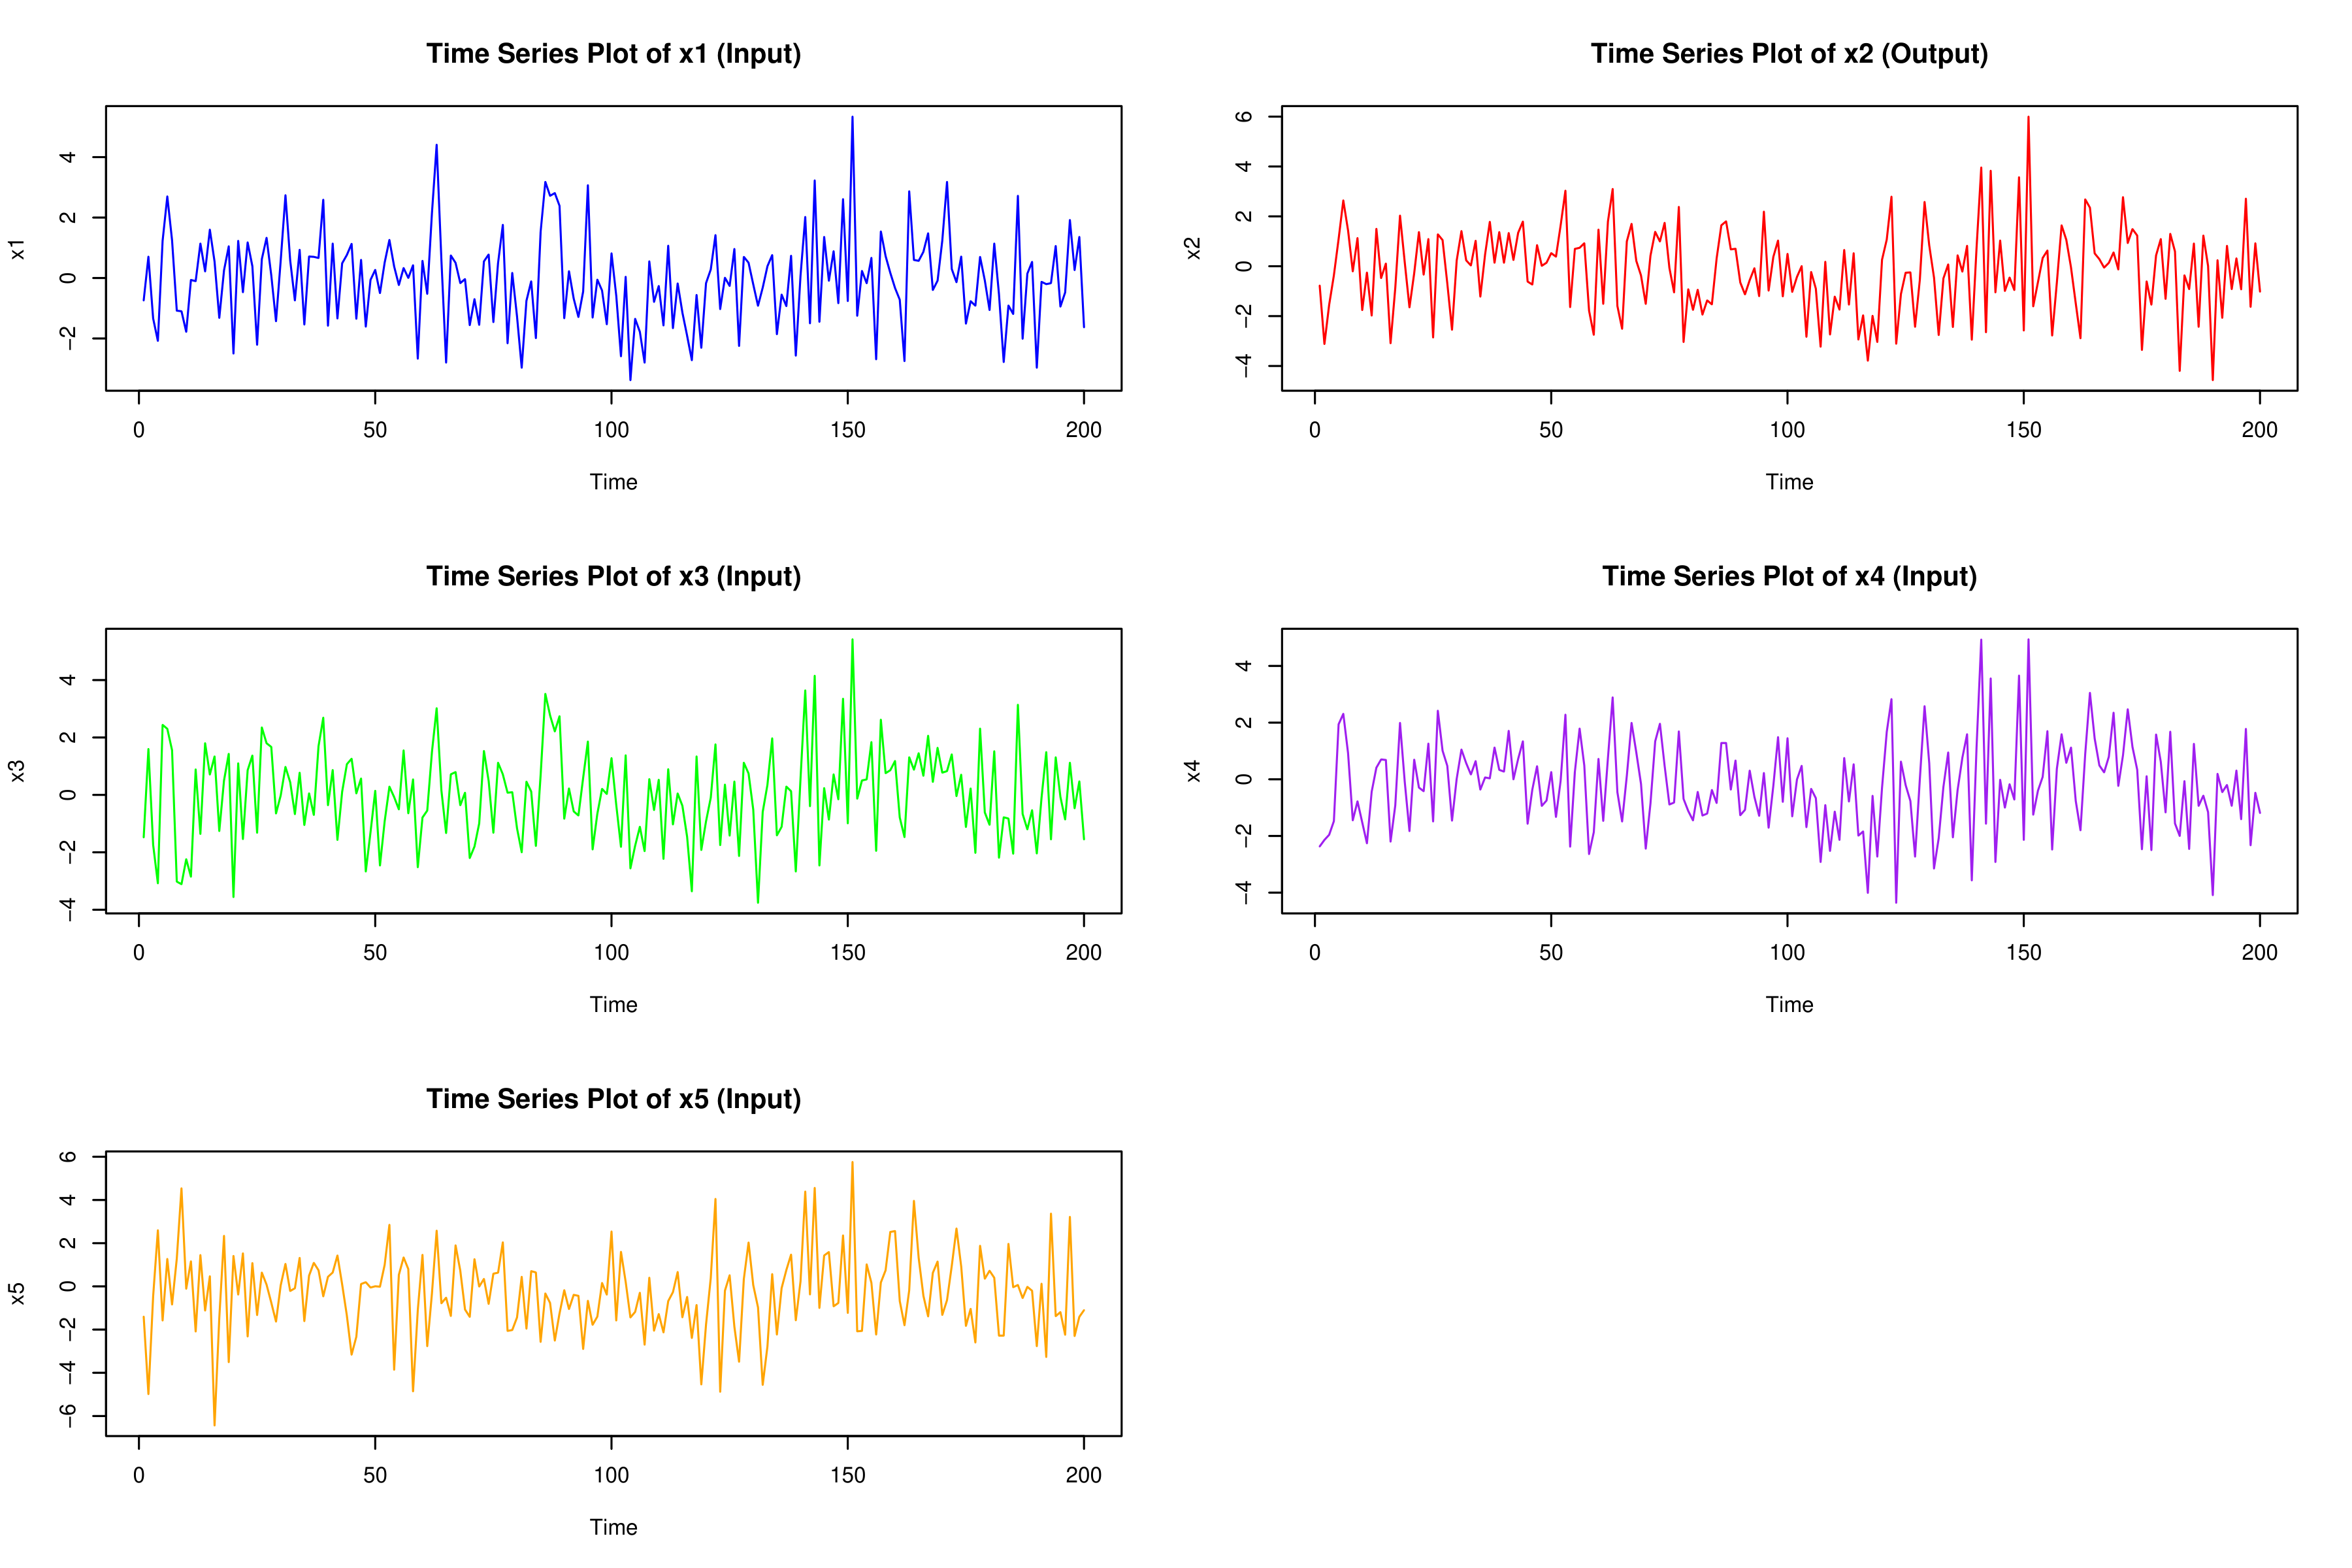 Time Series Plot of x1 (Input)
x1
4
2
0
−2
0 50 100 150 200
Time
Time Series Plot of x2 (Output)
x2
6
4
2
0
−2
−4
0 50 100 150 200
Time
Time Series Plot of x3 (Input)
x3
4
2
0
−2
−4
0 50 100 150 200
Time
Time Series Plot of x4 (Input)
x4
4
2
0
−2
−4
0 50 100 150 200
Time
Time Series Plot of x5 (Input)
x5
6
4
2
0
−2
−4
−6
0 50 100 150 200
Time